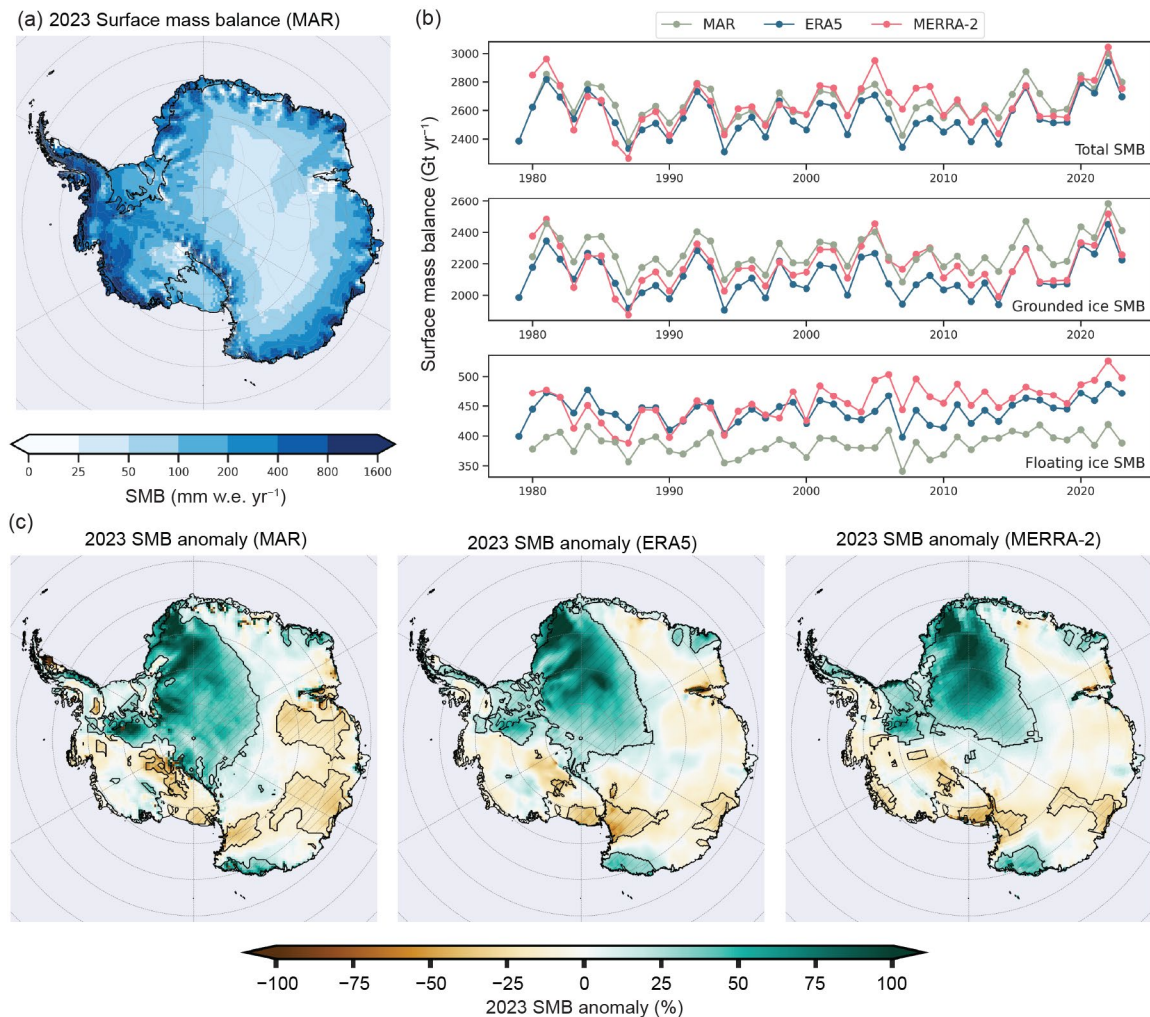 (a) 2023 Surface mass balance (MAR)
0 25 50 100 200 400 800 1600
SMB (mm w.e. yr⁻¹)
(b)
MAR ERA5 MERRA-2
Surface mass balance (Gt yr⁻¹)
3000
2800
2600
2400
Total SMB
1980 1990 2000 2010 2020
2600
2400
2200
2000
Grounded ice SMB
1980 1990 2000 2010 2020
500
450
400
350
Floating ice SMB
1980 1990 2000 2010 2020
(c)
2023 SMB anomaly (MAR)
2023 SMB anomaly (ERA5)
2023 SMB anomaly (MERRA-2)
−100 −75 −50 −25 0 25 50 75 100
2023 SMB anomaly (%)